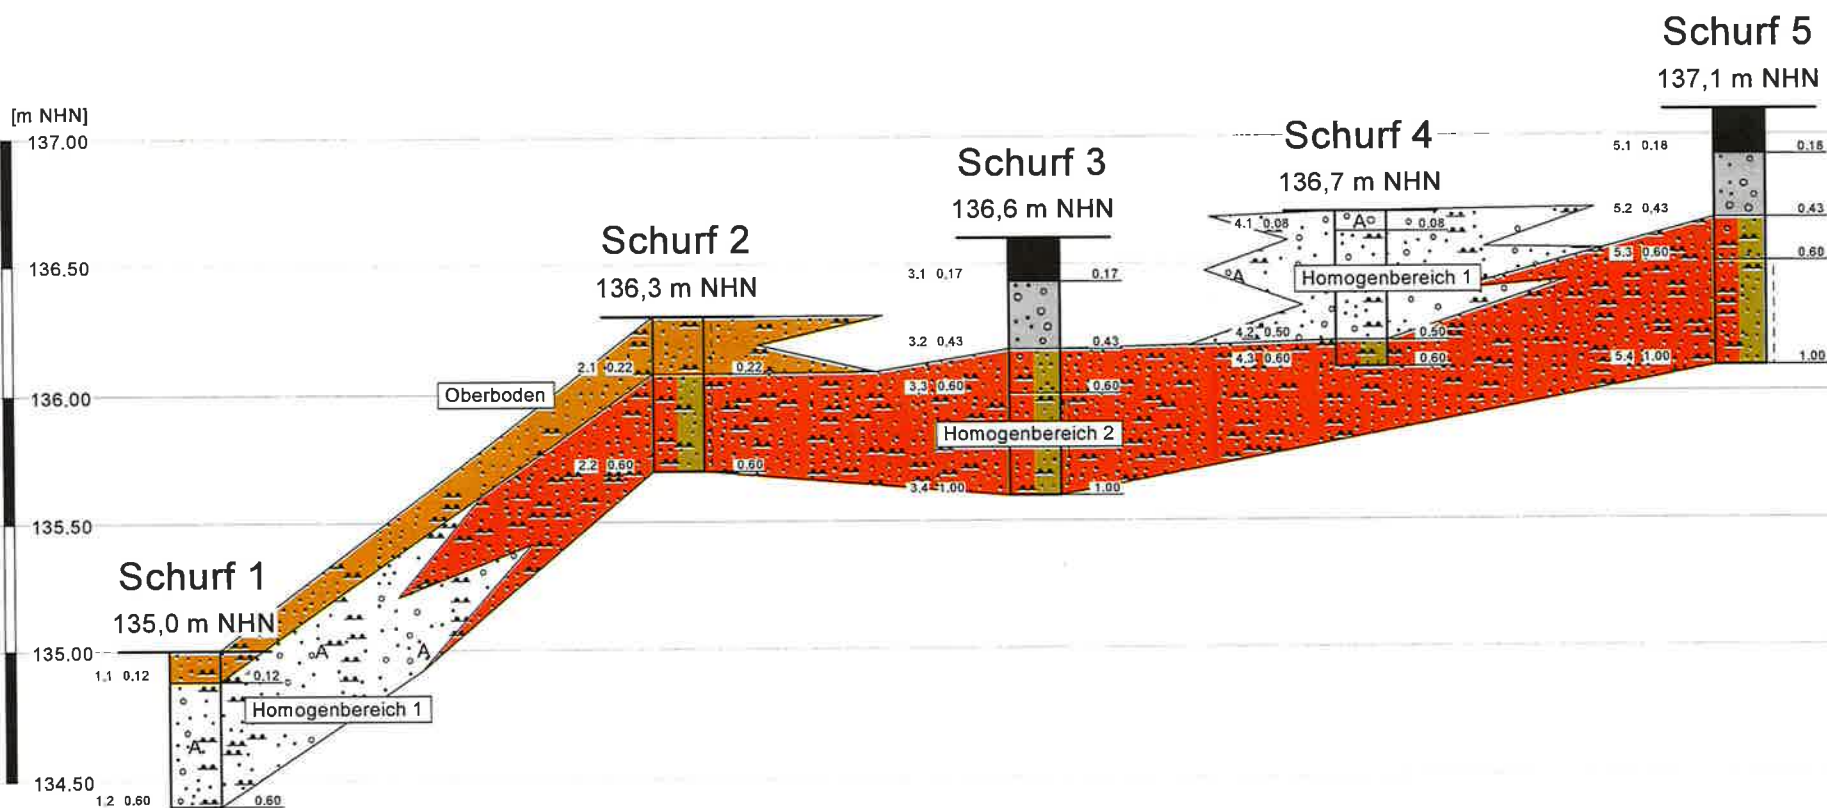 Schurf 5
137,1 m NHN
[m NHN]
137.00
Schurf 4
136,7 m NHN
5.1 0.18
0.18
Schurf 3
136,6 m NHN
5.2 0,43
0,43
4.1 0.08
A
0.08
Schurf 2
136,3 m NHN
5.3 0.60
0.60
136.50
3.1 0,17
0.17
A
Homogenbereich 1
3.2 0,43
0.43
4.2 0.50
0.50
4.3 0.60
0.60
5.4 1.00
1.00
2.1 0.22
0.22
3.3 0.60
0.60
Oberboden
136.00
Homogenbereich 2
2.2 0.60
0.60
3.4 1.00
1.00
135.50
Schurf 1
135,0 m NHN
135.00
A
A
1.1 0.12
0.12
Homogenbereich 1
A
134.50
1.2 0.60
0.60